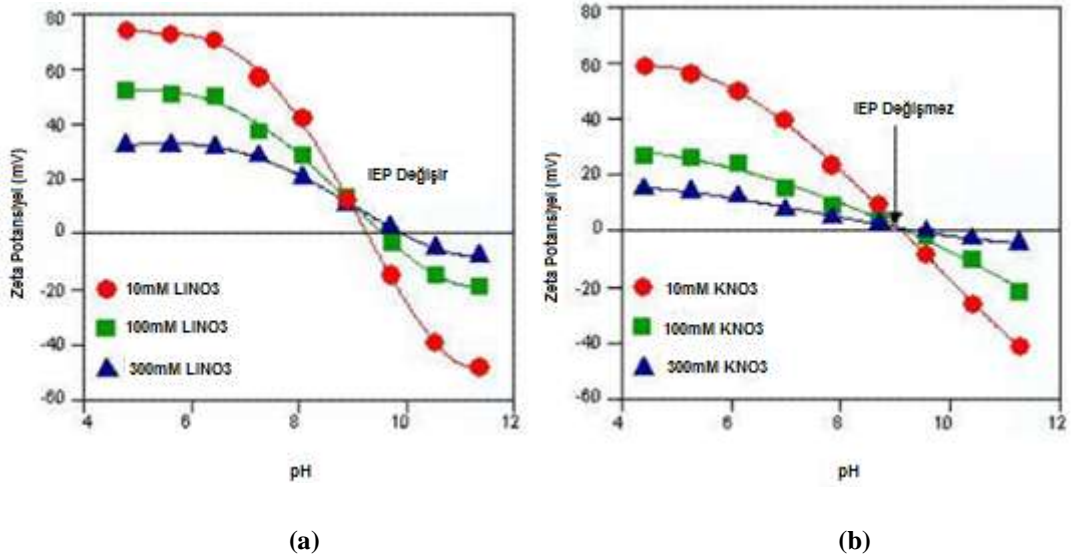 80
60
40
20
0
-20
-40
-60
Zeta Potansiyel (mV)
IEP Değişir
10mM LINO3
100mM LINO3
300mM LINO3
4
6
8
10
12
pH
(a)
80
60
40
20
0
-20
-40
-60
Zeta Potansiyel (mV)
IEP Değişmez
10mM KNO3
100mM KNO3
300mM KNO3
4
6
8
10
12
pH
(b)